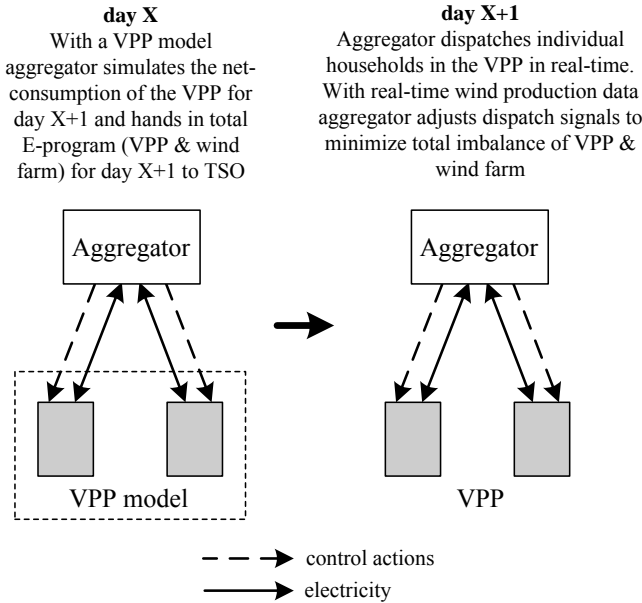 day X
With a VPP model
aggregator simulates the net-
consumption of the VPP for
day X+1 and hands in total
E-program (VPP & wind
farm) for day X+1 to TSO
day X+1
Aggregator dispatches individual
households in the VPP in real-time.
With real-time wind production data
aggregator adjusts dispatch signals to
minimize total imbalance of VPP &
wind farm
Aggregator
Aggregator
VPP model
VPP
control actions
electricity